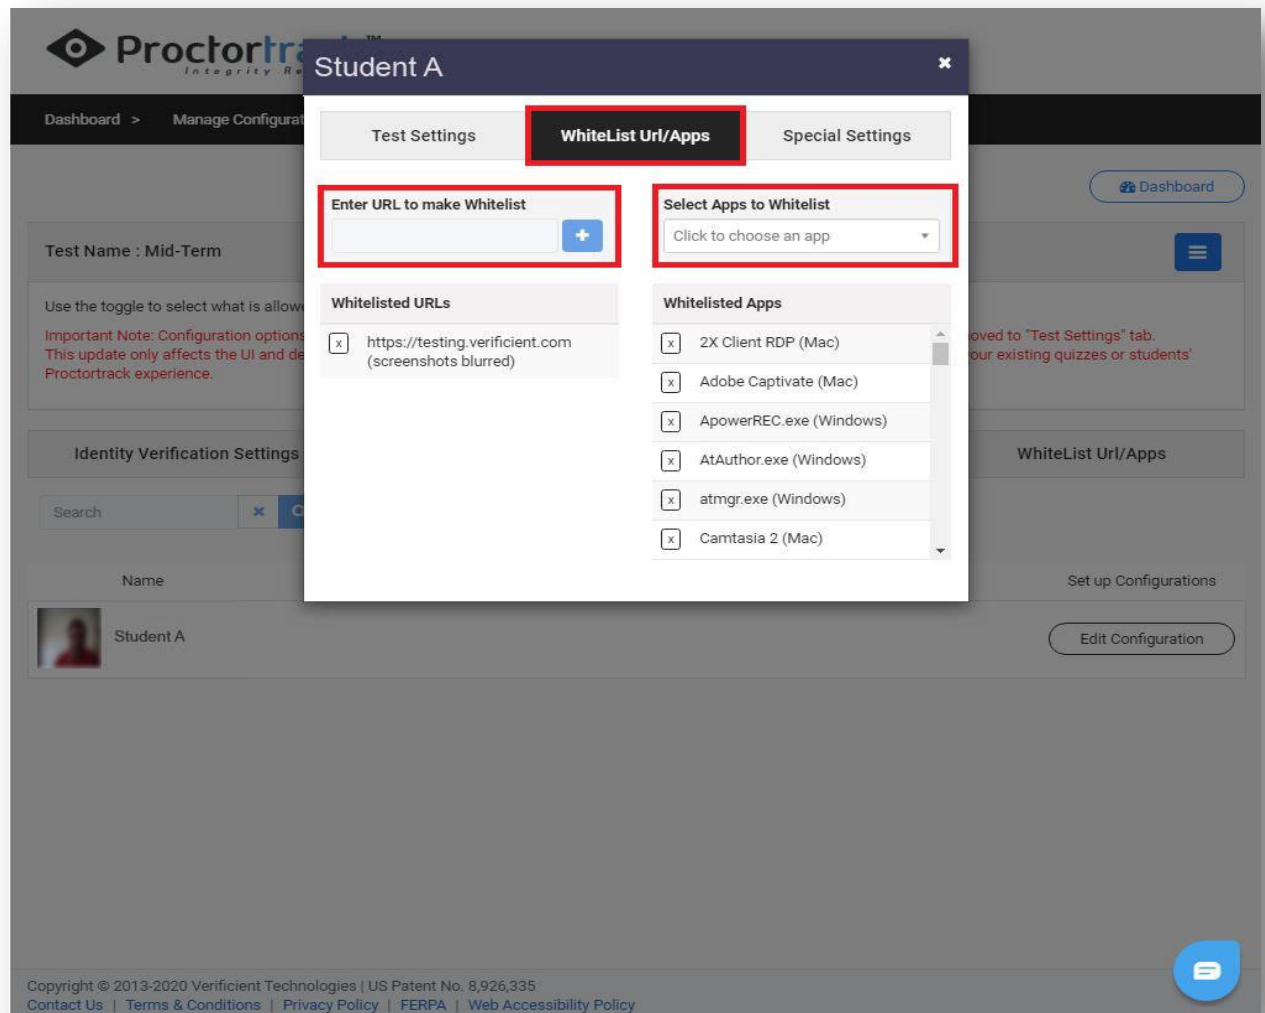 Proctortra
TM
Integrity Re
Student A
Dashboard >
Manage Configurat
Test Settings
WhiteList Url/Apps
Special Settings
Dashboard
Enter URL to make Whitelist
Select Apps to Whitelist
Click to choose an app
Test Name : Mid-Term
Use the toggle to select what is allowe
Important Note: Configuration options
oved to "Test Settings" tab.
This update only affects the UI and de
our existing quizzes or students'
Proctortrack experience.
Whitelisted URLs
x https://testing.verificient.com
(screenshots blurred)
Whitelisted Apps
x 2X Client RDP (Mac)
x Adobe Captivate (Mac)
x ApowerREC.exe (Windows)
x AtAuthor.exe (Windows)
x atmgr.exe (Windows)
x Camtasia 2 (Mac)
Identity Verification Settings
WhiteList Url/Apps
Search
Name
Set up Configurations
Student A
Edit Configuration
Copyright © 2013-2020 Verificient Technologies | US Patent No. 8,926,335
Contact Us | Terms & Conditions | Privacy Policy | FERPA | Web Accessibility Policy